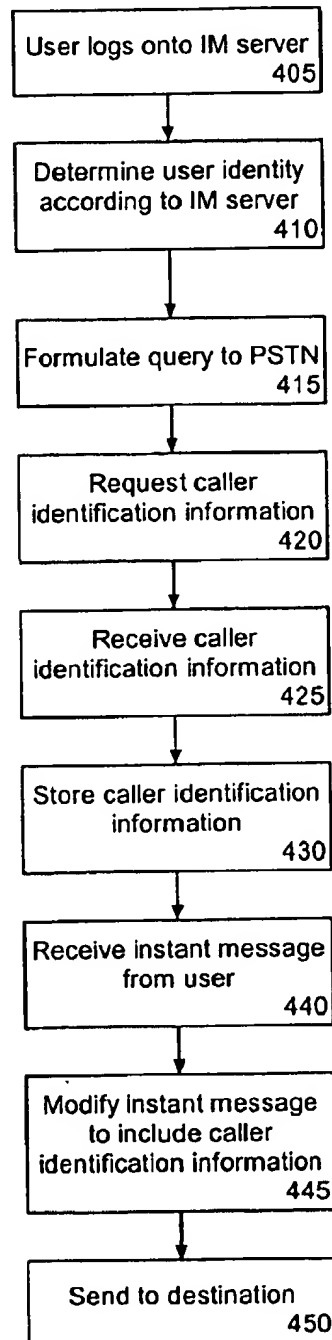 User logs onto IM server
405
Determine user identity
according to IM server
410
Formulate query to PSTN
415
Request caller
identification information
420
Receive caller
identification information
425
Store caller identification
information
430
Receive instant message
from user
440
Modify instant message
to include caller
identification information
445
Send to destination
450